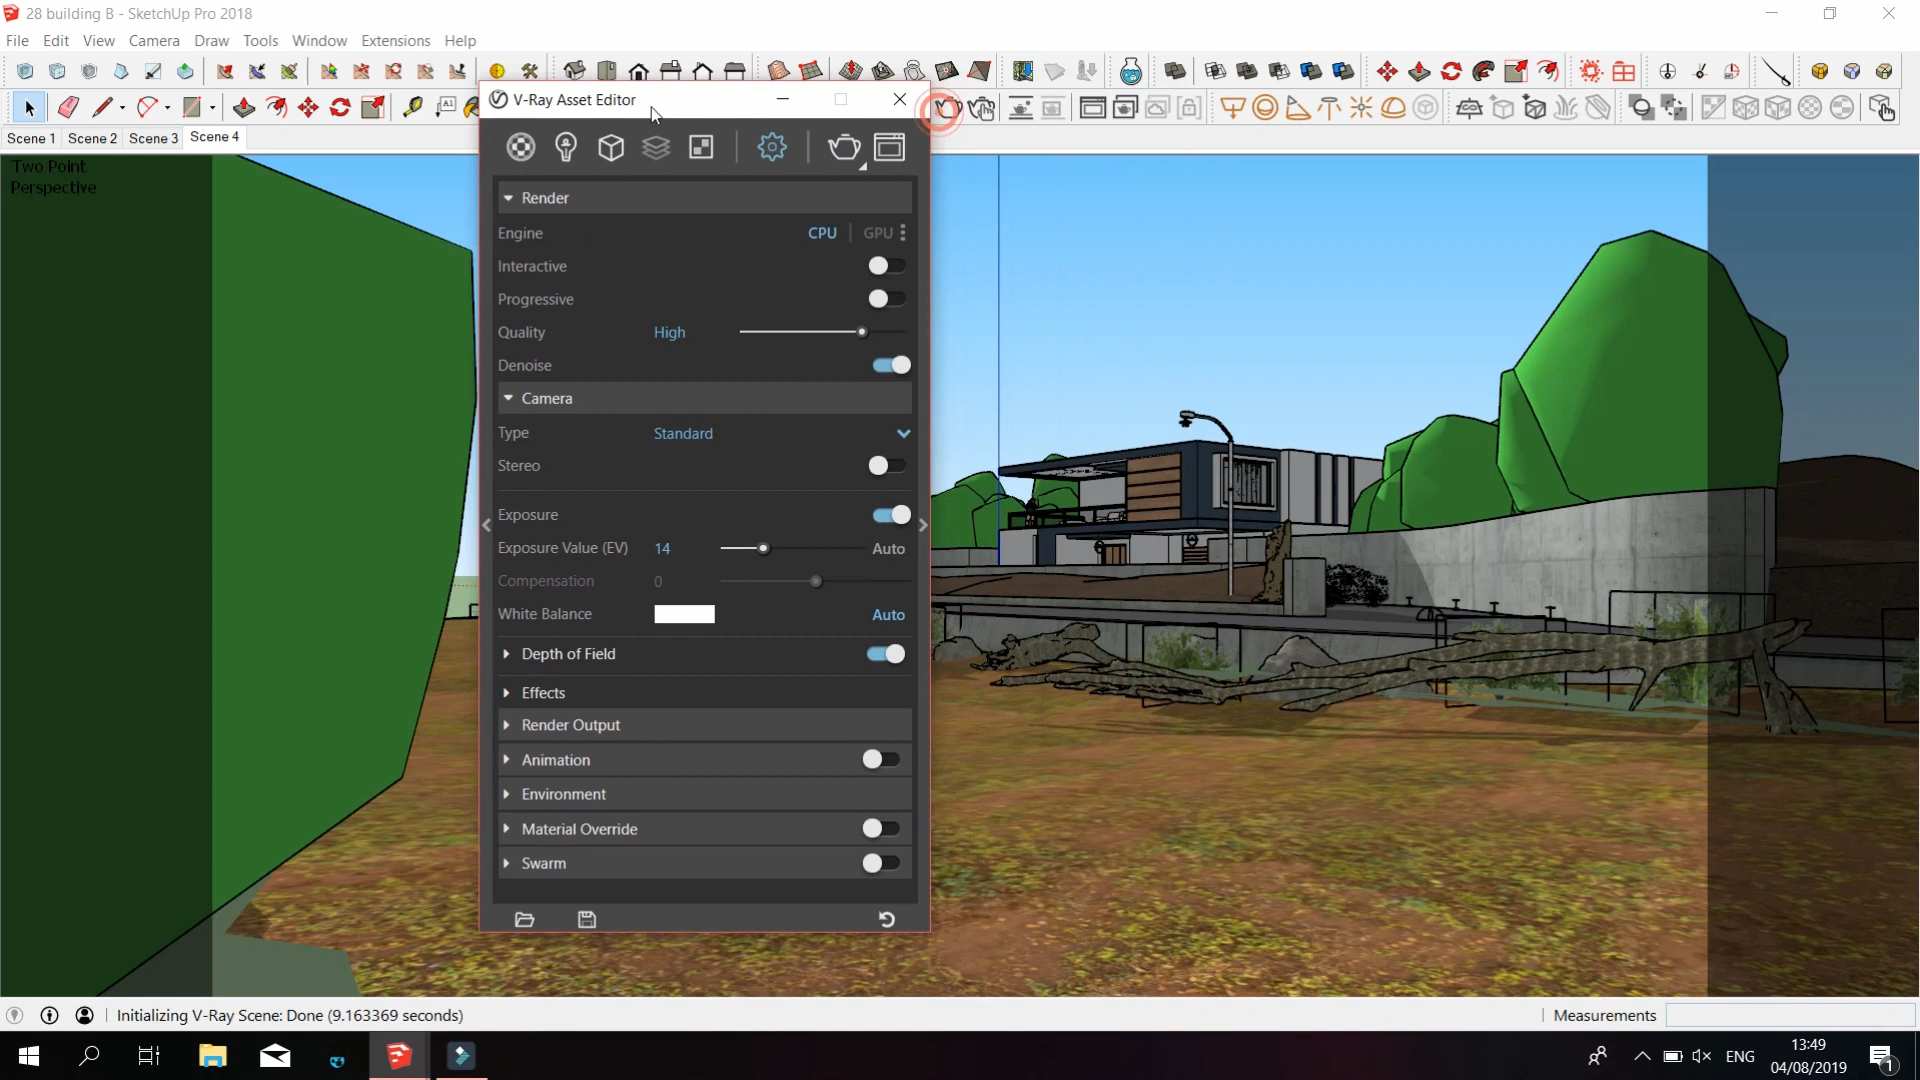 28 building B - SketchUp Pro 2018
File Edit View Camera Draw Tools Window Extensions Help
V-Ray Asset Editor
Scene 1 Scene 2 Scene 3 Scene 4
Two Point
Perspective
Render
Engine CPU GPU
Interactive
Progressive
Quality High
Denoise
Camera
Type Standard
Stereo
Exposure
Exposure Value (EV) 14 Auto
Compensation 0
White Balance Auto
Depth of Field
Effects
Render Output
Animation
Environment
Material Override
Swarm
Initializing V-Ray Scene: Done (9.163369 seconds) Measurements
ENG 13:49
04/08/2019
1